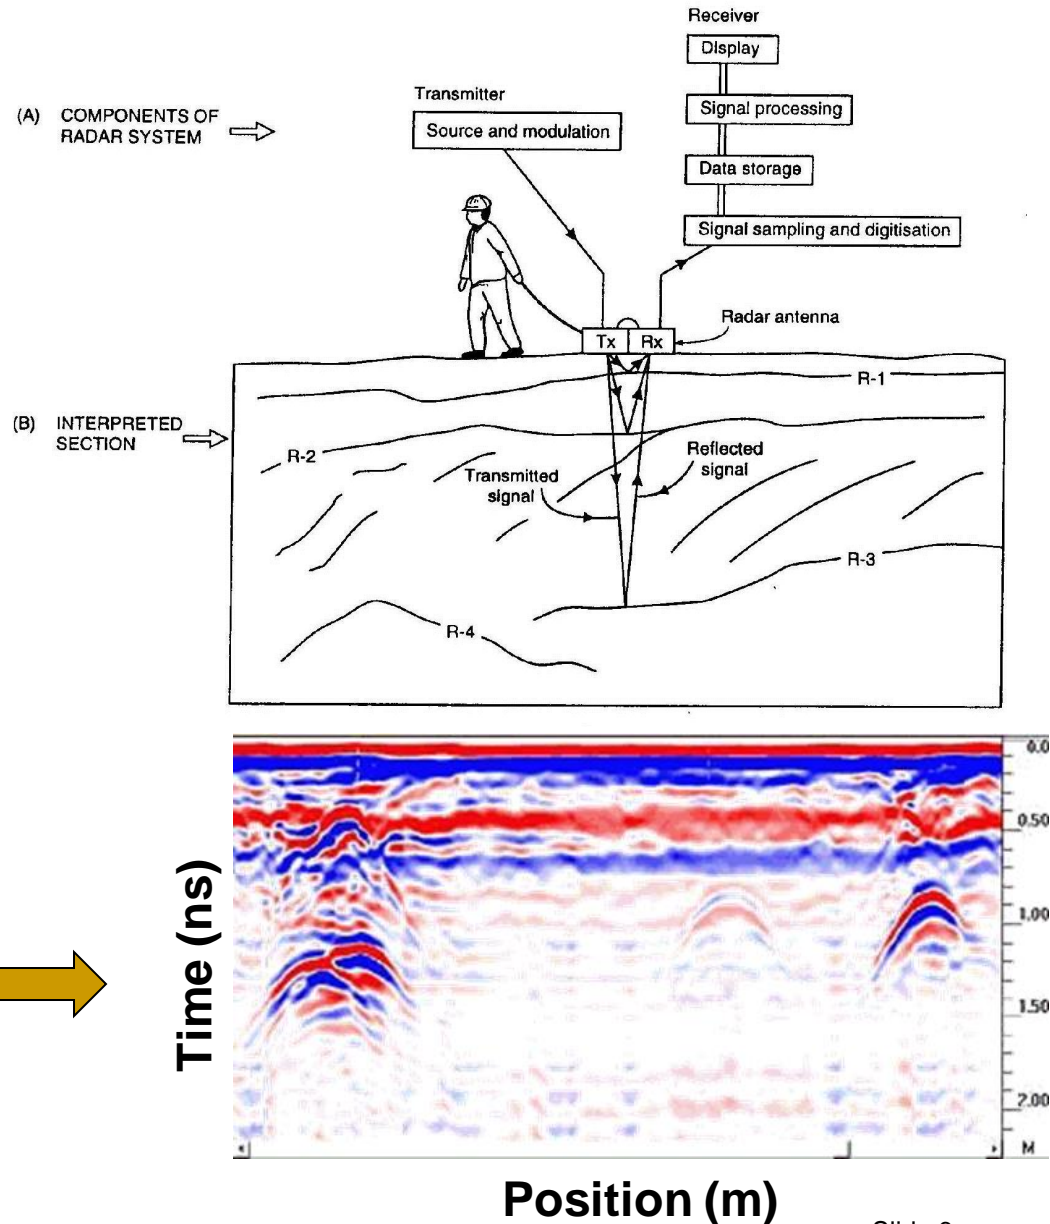 Receiver
Display
Signal processing
Data storage
Signal sampling and digitisation
Transmitter
Source and modulation
(A) COMPONENTS OF
RADAR SYSTEM
Tx
Rx
Radar antenna
R-1
(B) INTERPRETED
SECTION
R-2
Transmitted
signal
Reflected
signal
R-3
R-4
0.0
0.50
1.00
1.50
2.00
M
Time (ns)
Position (m)